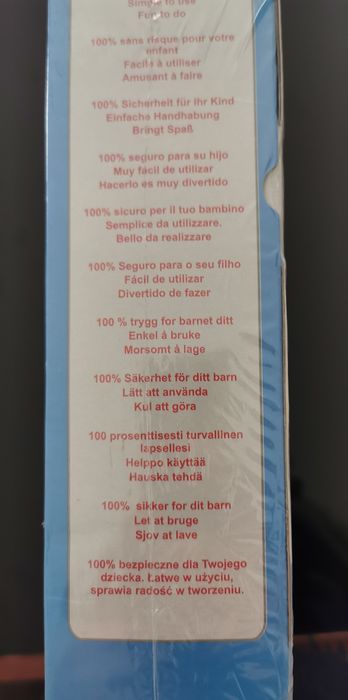 Simple to use
Fun to do
100% sans risque pour votre
enfant
Facile à utiliser
Amusant à faire
100% Sicherheit für Ihr Kind
Einfache Handhabung
Bringt Spaß
100% seguro para su hijo
Muy fácil de utilizar
Hacerlo es muy divertido
100% sicuro per il tuo bambino
Semplice da utilizzare.
Bello da realizzare
100% Seguro para o seu filho
Fácil de utilizar
Divertido de fazer
100 % trygg for barnet ditt
Enkel å bruke
Morsomt å lage
100% Säkerhet för ditt barn
Lätt att använda
Kul att göra
100 prosenttisesti turvallinen
lapsellesi
Helppo käyttää
Hauska tehdä
100% sikker for dit barn
Let at bruge
Sjov at lave
100% bezpieczne dla Twojego
dziecka. Łatwe w użyciu,
sprawia radość w tworzeniu.